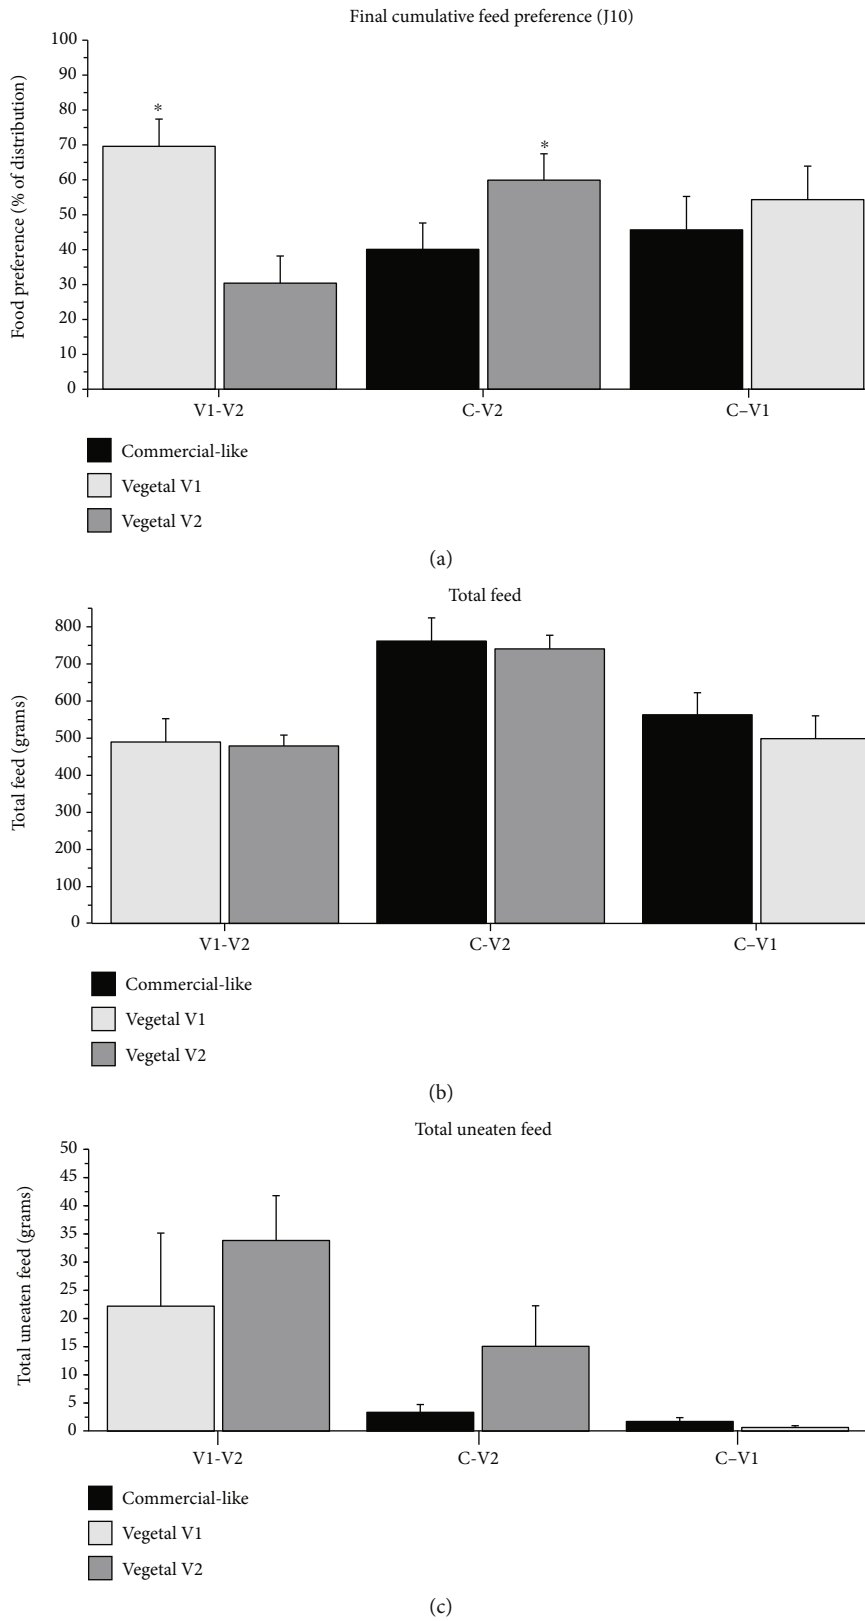 Final cumulative feed preference (J10)
Food preference (% of distribution)
100
90
80
70
60
50
40
30
20
10
0
*
*
V1-V2
C-V2
C–V1
Commercial-like
Vegetal V1
Vegetal V2
(a)
Total feed
Total feed (grams)
800
700
600
500
400
300
200
100
0
V1-V2
C-V2
C–V1
Commercial-like
Vegetal V1
Vegetal V2
(b)
Total uneaten feed
Total uneaten feed (grams)
50
45
40
35
30
25
20
15
10
5
0
V1-V2
C-V2
C–V1
Commercial-like
Vegetal V1
Vegetal V2
(c)